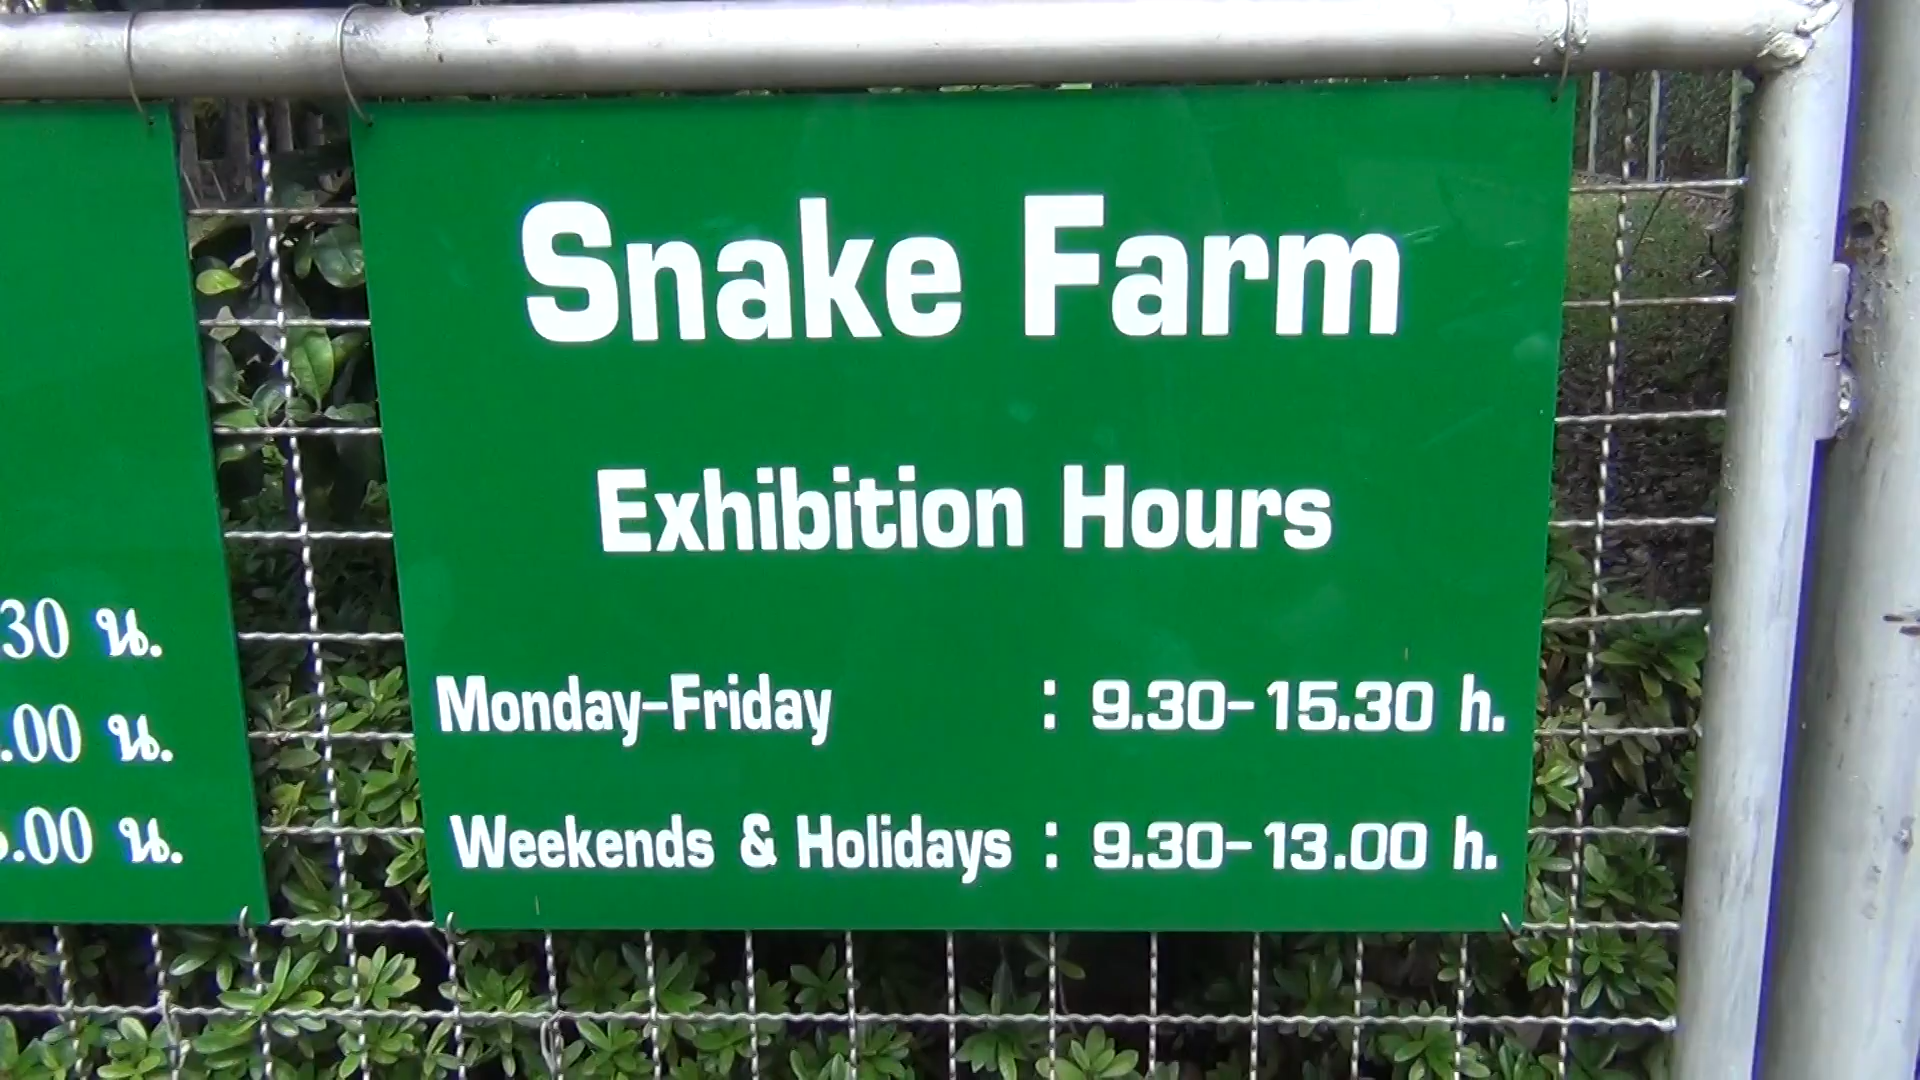 Snake Farm
Exhibition Hours
Monday-Friday : 9.30-15.30 h.
Weekends & Holidays : 9.30-13.00 h.
30 น.
.00 น.
.00 น.